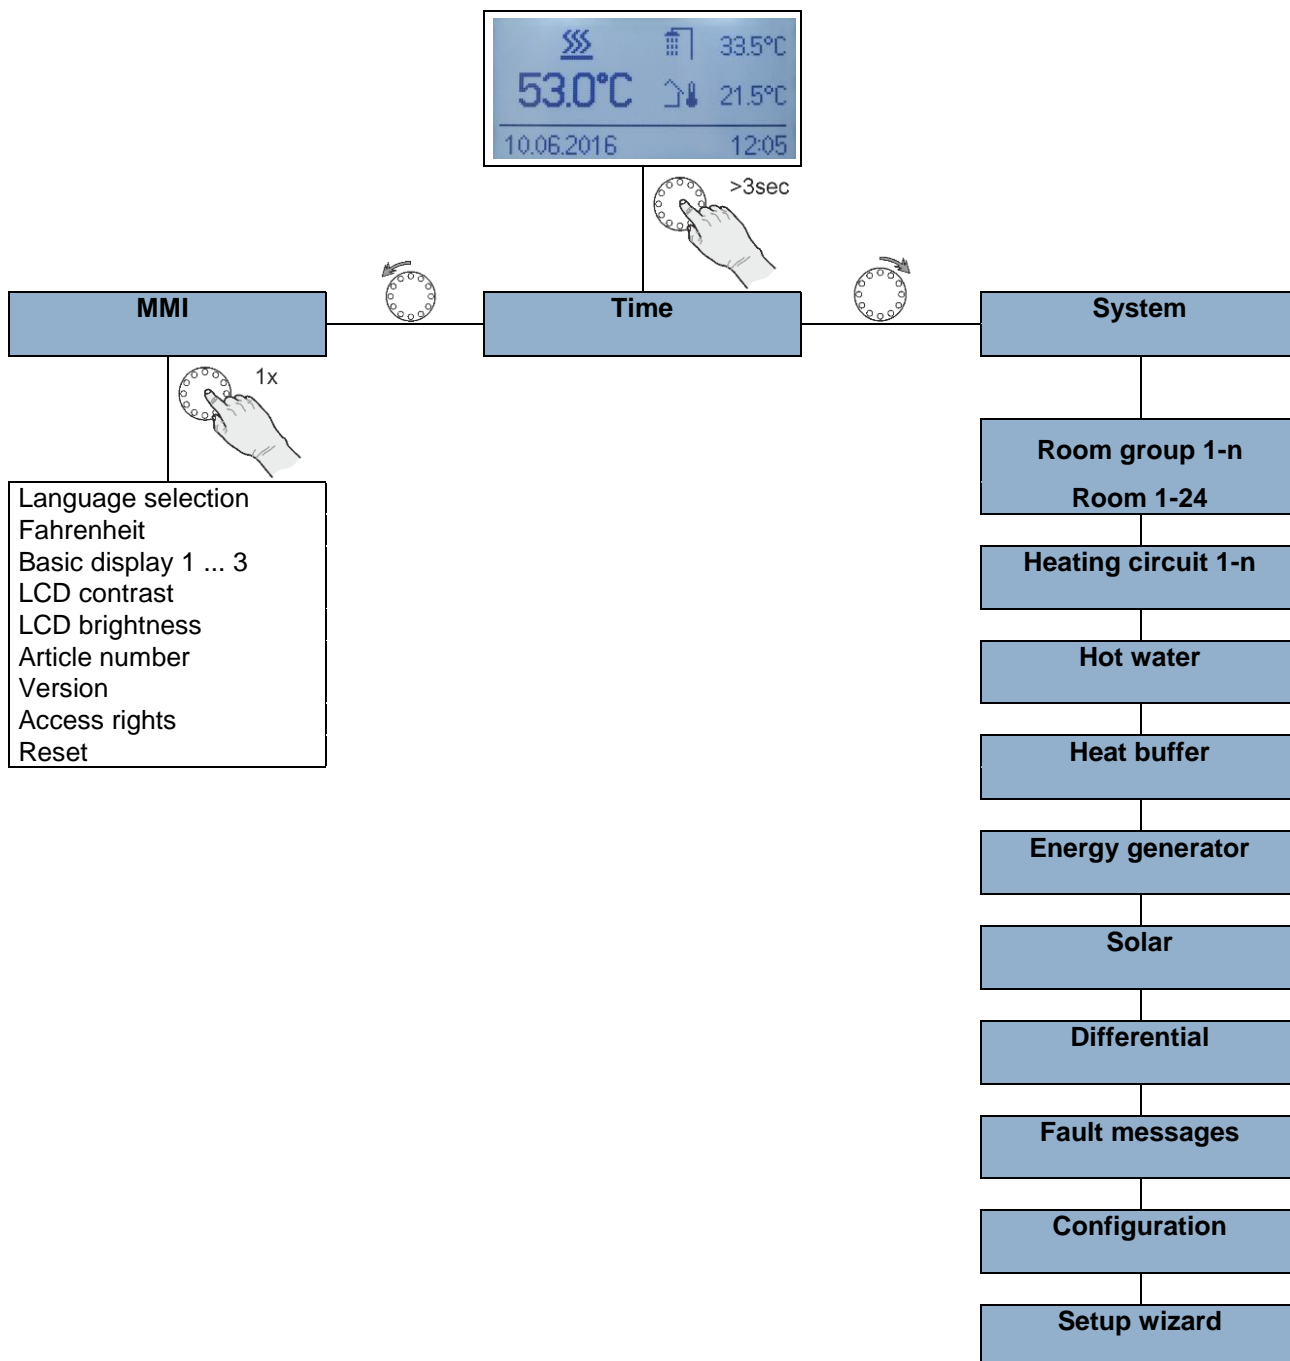 33.5°C
53.0°C
21.5°C
10.06.2016 12:05
>3sec
MMI
Time
System
1x
Language selection
Fahrenheit
Basic display 1 ... 3
LCD contrast
LCD brightness
Article number
Version
Access rights
Reset
Room group 1-n
Room 1-24
Heating circuit 1-n
Hot water
Heat buffer
Energy generator
Solar
Differential
Fault messages
Configuration
Setup wizard